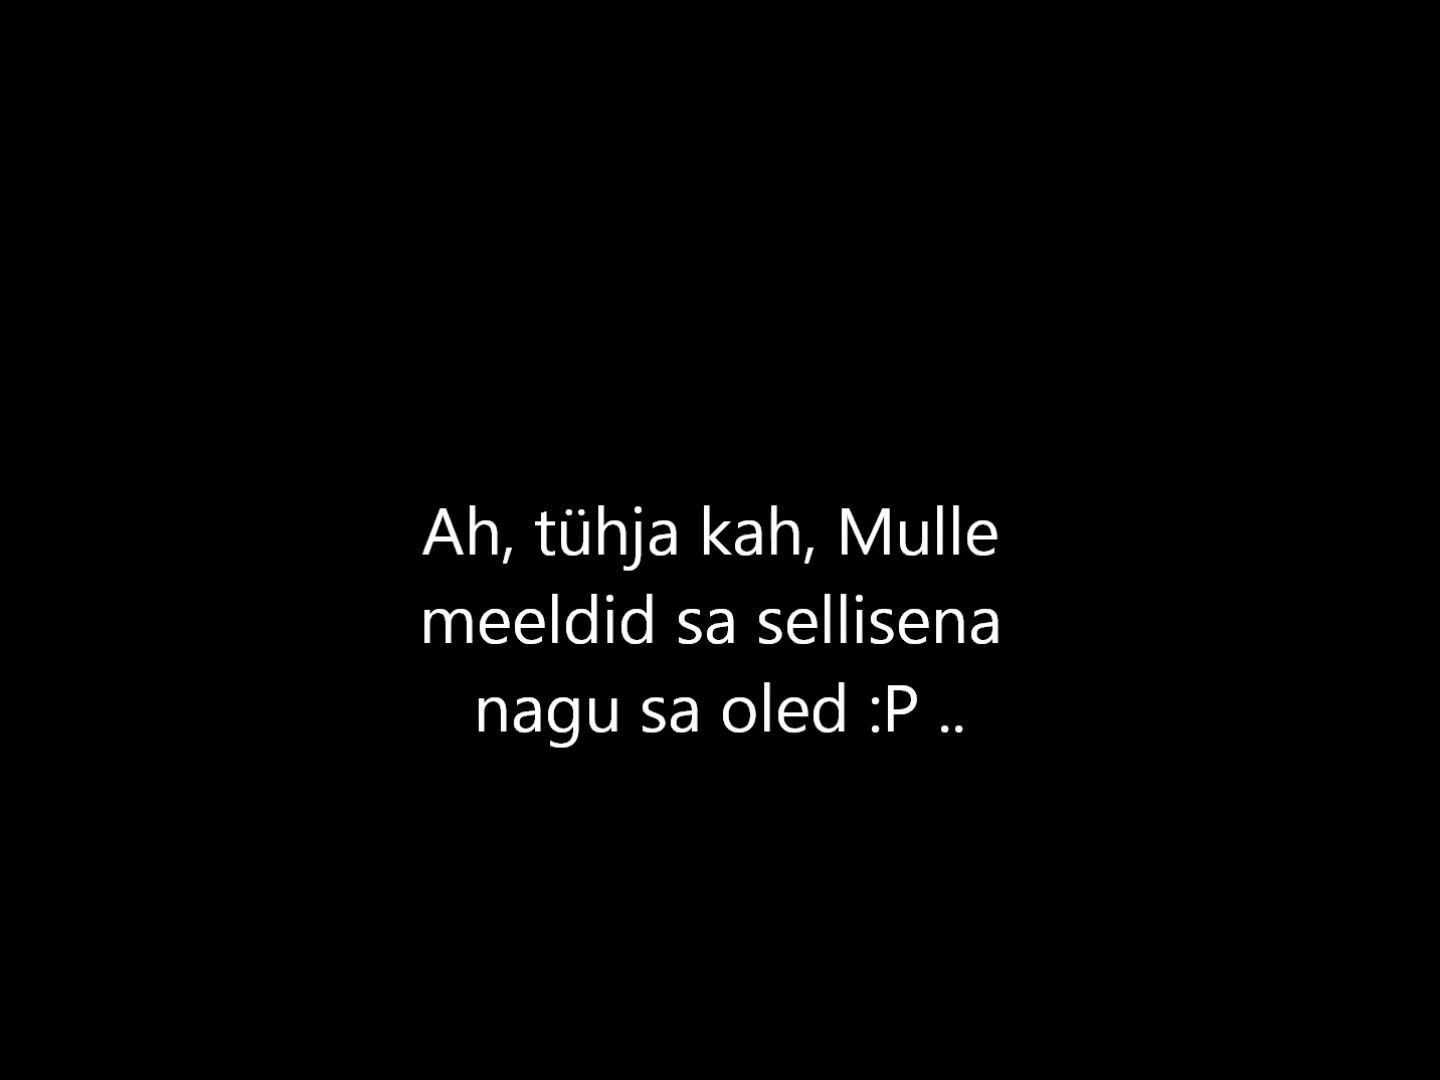 Ah, tühja kah, Mulle
meeldid sa sellisena
nagu sa oled :P ..